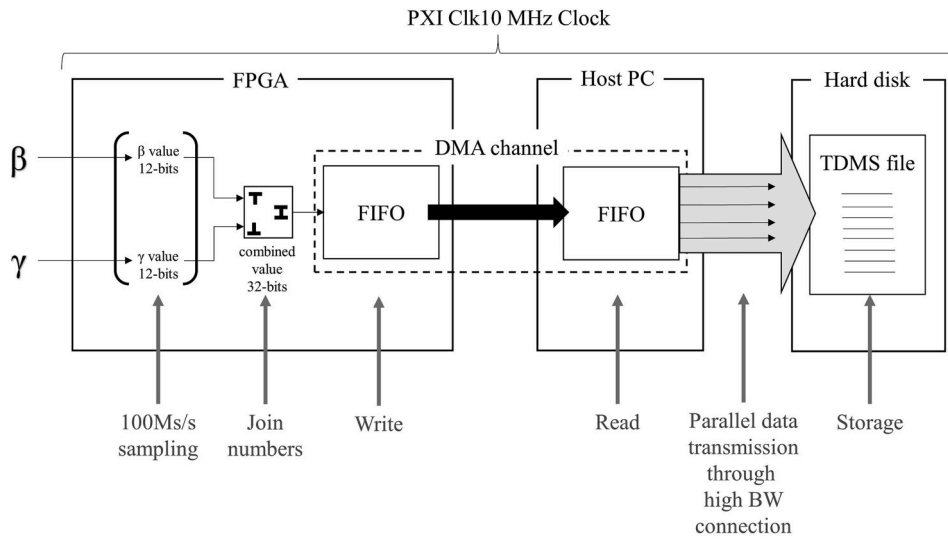 PXI Clk10 MHz Clock
FPGA
Host PC
Hard disk
β
β value
12-bits
γ
γ value
12-bits
combined
value
32-bits
DMA channel
FIFO
FIFO
TDMS file
100Ms/s
sampling
Join
numbers
Write
Read
Parallel data
transmission
through
high BW
connection
Storage